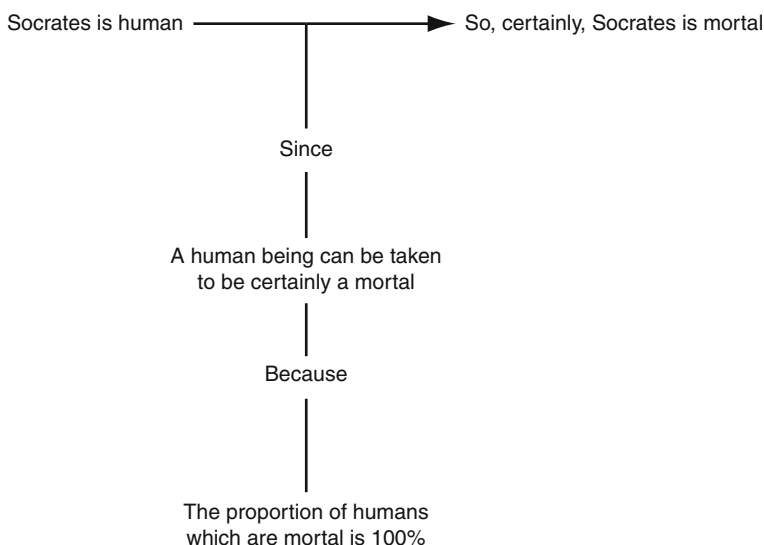 Socrates is human
So, certainly, Socrates is mortal
Since
A human being can be taken
to be certainly a mortal
Because
The proportion of humans
which are mortal is 100%